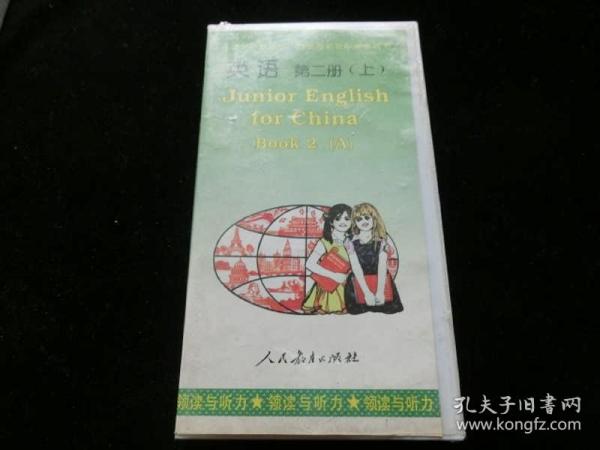 英语 第二册（上）
Junior English
for China
Book 2 (A)
人民教育出版社
领读与听力★领读与听力★领读与听力
孔夫子旧书网
www.kongfz.com